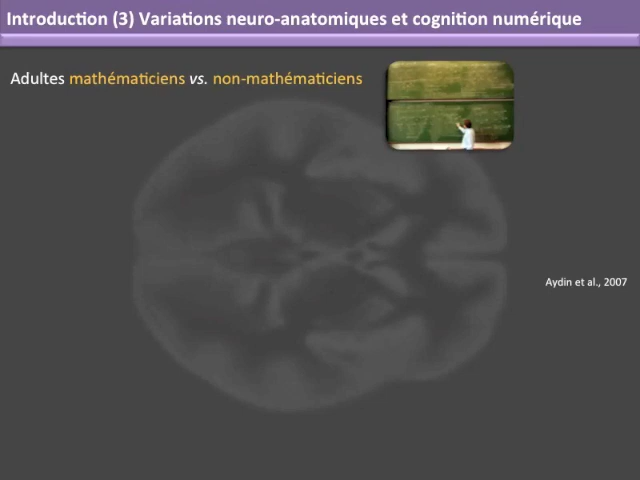 Introduction (3) Variations neuro-anatomiques et cognition numérique
Adultes mathématiciens vs. non-mathématiciens
Aydin et al., 2007